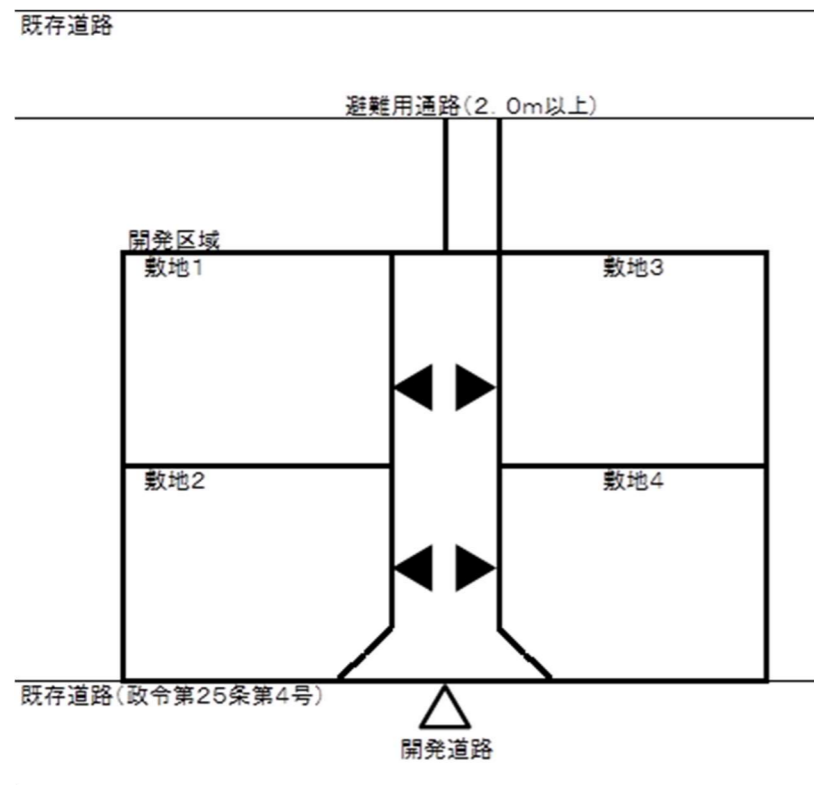 既存道路
避難用通路(2.0m以上)
開発区域
敷地1
敷地3
敷地2
敷地4
既存道路(政令第25条第4号)
開発道路